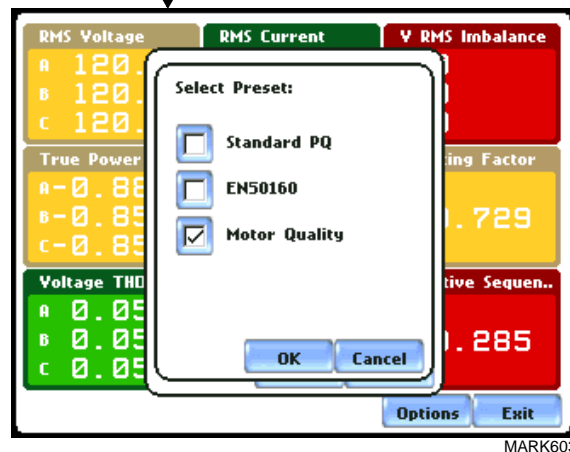 RMS Voltage
RMS Current
V RMS Imbalance
A 120.
B 120.
C 120.
Select Preset:
Standard PQ
EN50160
Motor Quality
OK
Cancel
True Power
ing Factor
A -0.88
B -0.85
C -0.85
.729
Voltage THD
tive Sequen..
A 0.05
B 0.05
C 0.05
.285
Options
Exit
MARK603